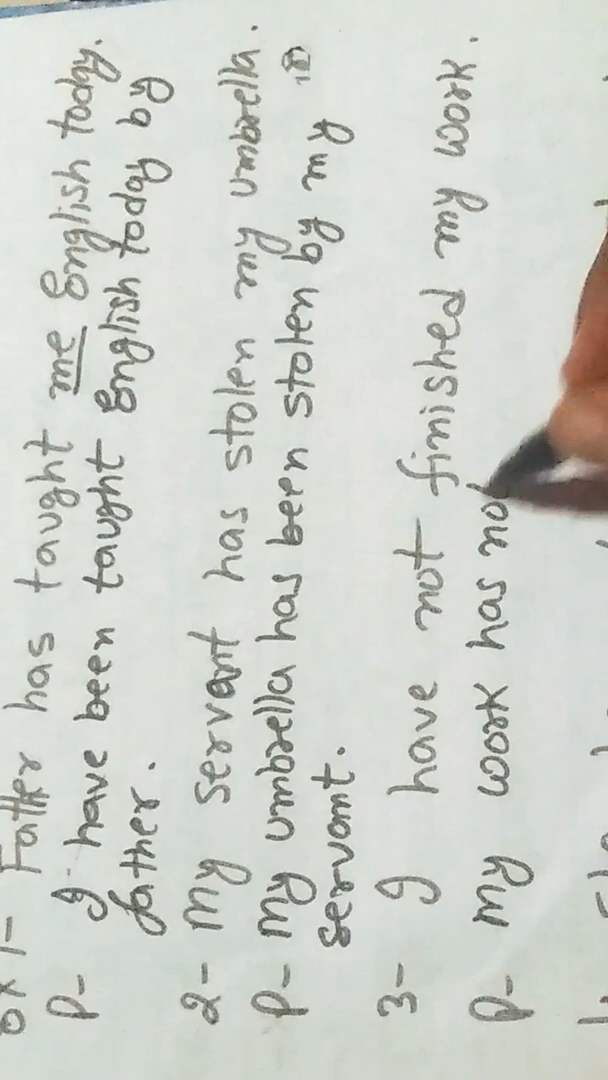 Ex 1- Father has taught me English today.
P- I have been taught English today by
father.
2- My servant has stolen my umbrella.
P- My umbrella has been stolen by my
servant.
3- I have not finished my work.
P- My work has not